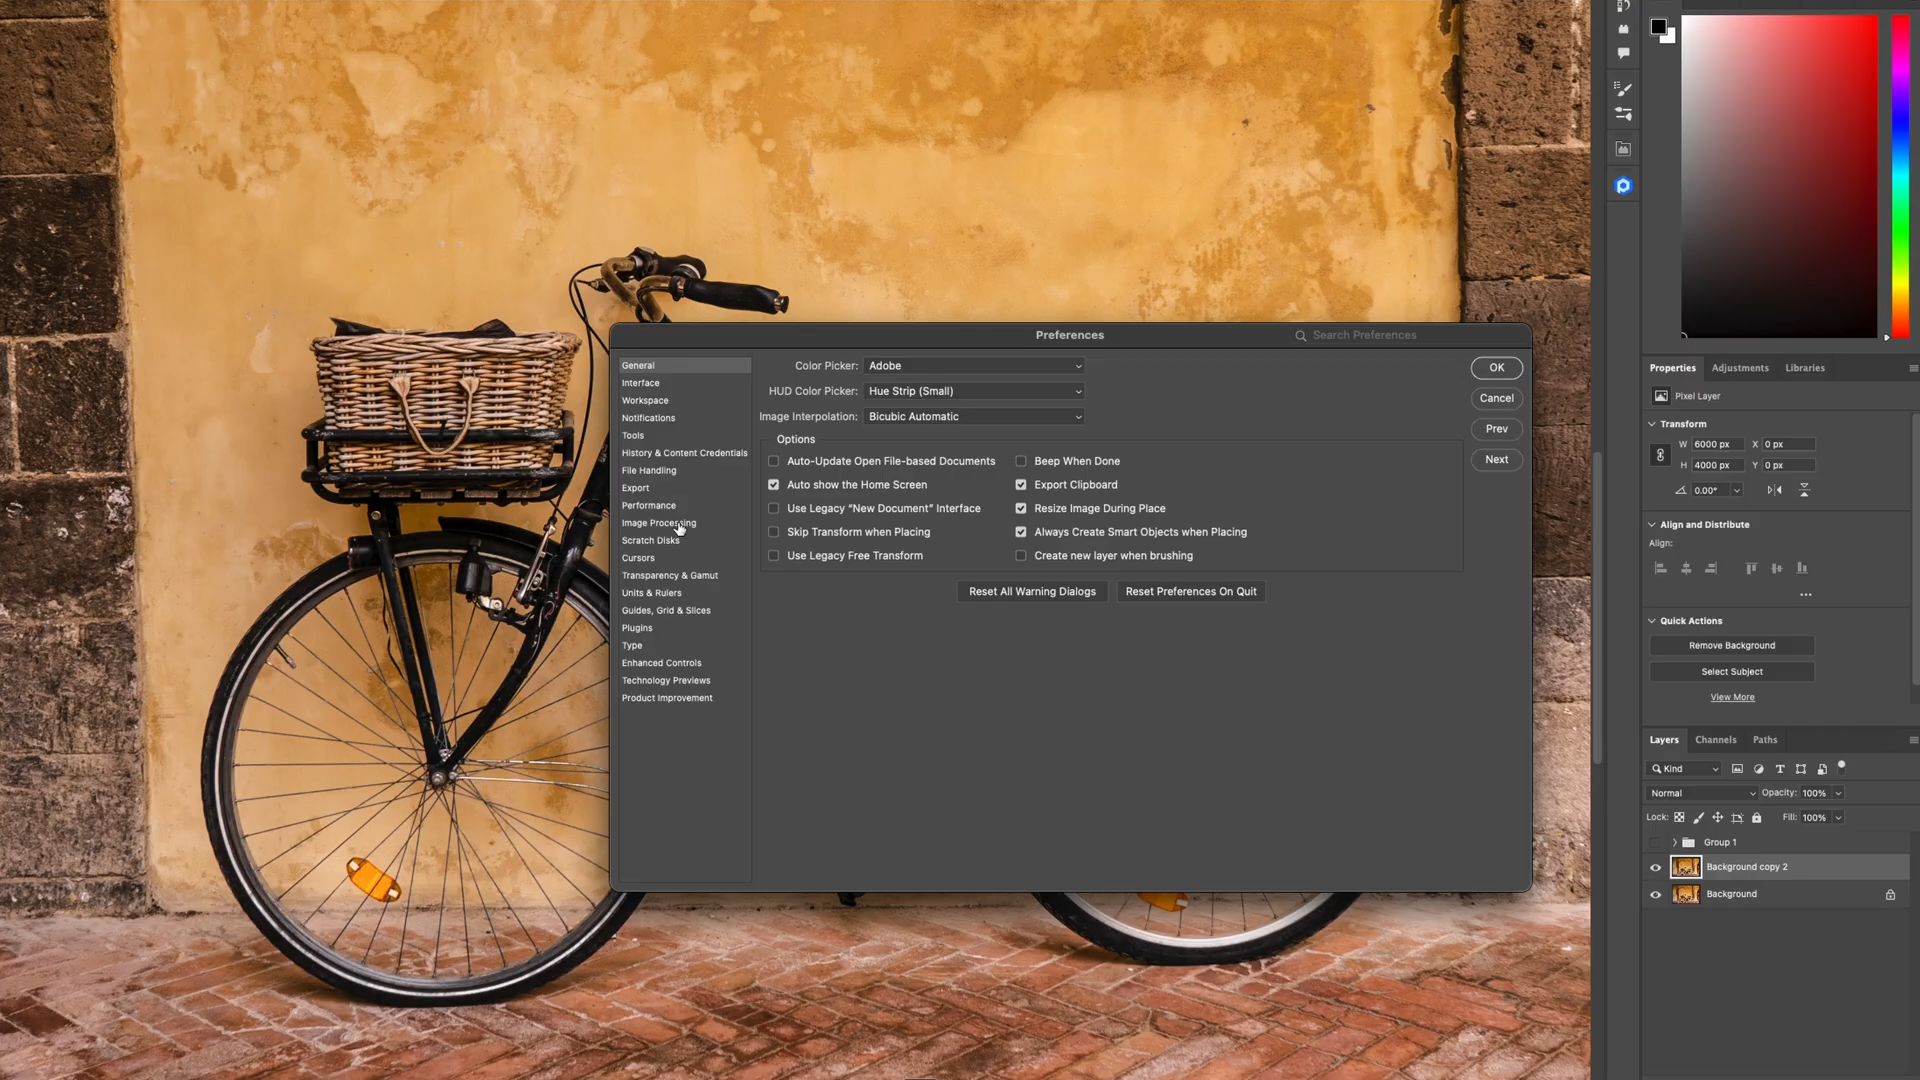 Preferences
Search Preferences
General
Interface
Workspace
Notifications
Tools
History & Content Credentials
File Handling
Export
Performance
Image Processing
Scratch Disks
Cursors
Transparency & Gamut
Units & Rulers
Guides, Grid & Slices
Plugins
Type
Enhanced Controls
Technology Previews
Product Improvement
Color Picker: Adobe
HUD Color Picker: Hue Strip (Small)
Image Interpolation: Bicubic Automatic
Options
Auto-Update Open File-based Documents
Auto show the Home Screen
Use Legacy “New Document” Interface
Skip Transform when Placing
Use Legacy Free Transform
Beep When Done
Export Clipboard
Resize Image During Place
Always Create Smart Objects when Placing
Create new layer when brushing
Reset All Warning Dialogs
Reset Preferences On Quit
OK
Cancel
Prev
Next
Properties Adjustments Libraries
Pixel Layer
Transform
W 6000 px X 0 px
H 4000 px Y 0 px
0.00°
Align and Distribute
Align:
Quick Actions
Remove Background
Select Subject
View More
Layers Channels Paths
Kind
Normal Opacity: 100%
Lock: Fill: 100%
Group 1
Background copy 2
Background